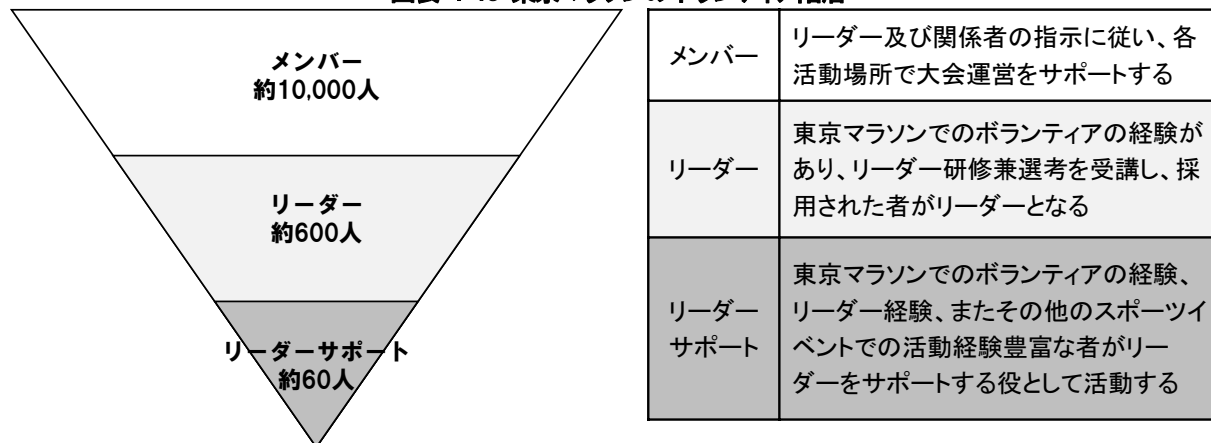 メンバー
約10,000人
リーダー
約600人
リーダーサポート
約60人
メンバー
リーダー及び関係者の指示に従い、各
活動場所で大会運営をサポートする
リーダー
東京マラソンでのボランティアの経験が
あり、リーダー研修兼選考を受講し、採
用された者がリーダーとなる
リーダー
サポート
東京マラソンでのボランティアの経験、
リーダー経験、またその他のスポーツイ
ベントでの活動経験豊富な者がリー
ダーをサポートする役として活動する